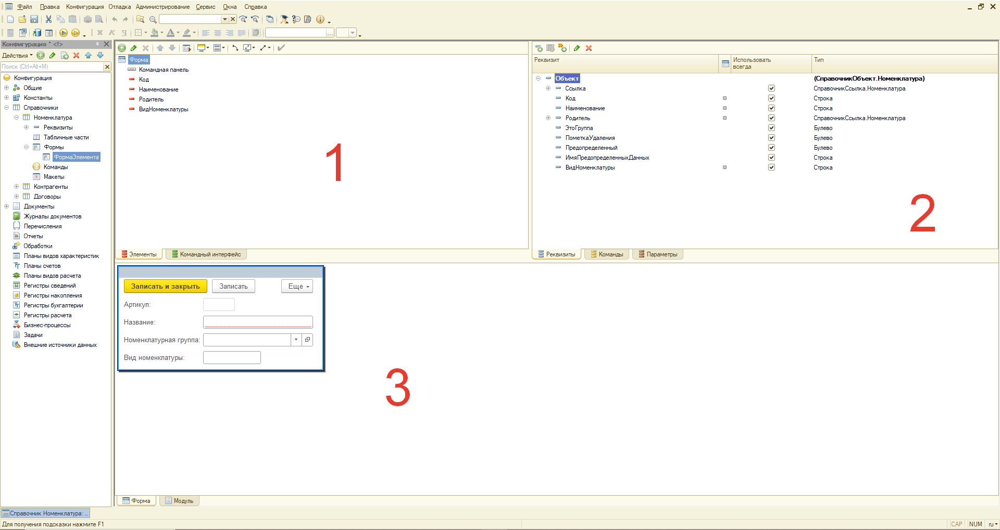 Файл Правка Конфигурация Отладка Администрирование Сервис Окна Справка
Ж К Ч
Конфигурация * <!>
Действия
Поиск (Ctrl+Alt+M)
Конфигурация
Общие
Константы
Справочники
Номенклатура
Реквизиты
Табличные части
Формы
ФормаЭлемента
Команды
Макеты
Контрагенты
Договоры
Документы
Журналы документов
Перечисления
Отчеты
Обработки
Планы видов характеристик
Планы счетов
Планы видов расчета
Регистры сведений
Регистры накопления
Регистры бухгалтерии
Регистры расчета
Бизнес-процессы
Задачи
Внешние источники данных
Форма
Командная панель
Код
Наименование
Родитель
ВидНоменклатуры
1
Элементы Командный интерфейс
Реквизит Использовать всегда Тип
Объект (СправочникОбъект.Номенклатура)
Ссылка СправочникСсылка.Номенклатура
Код Строка
Наименование Строка
Родитель СправочникСсылка.Номенклатура
ЭтоГруппа Булево
ПометкаУдаления Булево
Предопределенный Булево
ИмяПредопределенныхДанных Строка
ВидНоменклатуры Строка
2
Реквизиты Команды Параметры
Записать и закрыть Записать Еще
Артикул:
Название:
Номенклатурная группа:
Вид номенклатуры:
3
Форма Модуль
Справочник Номенклатура: ...
Для получения подсказки нажмите F1 CAP NUM ru